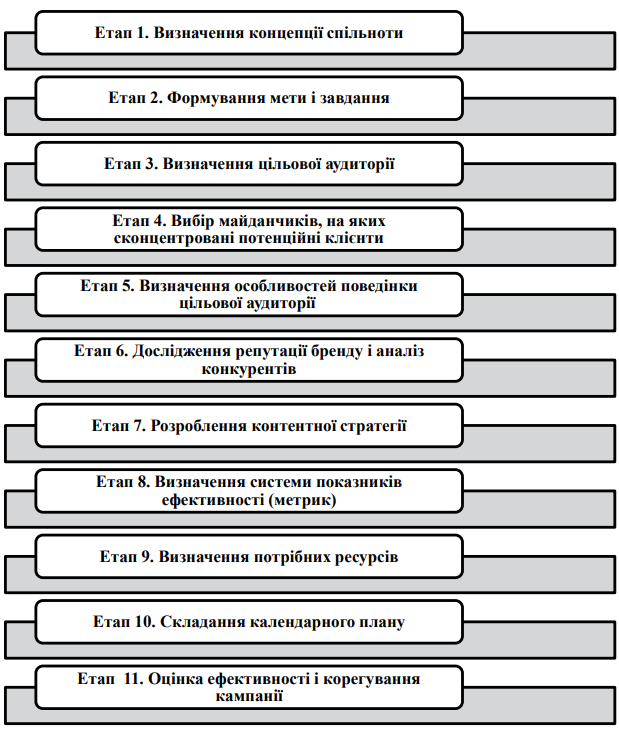 Етап 1. Визначення концепції спільноти
Етап 2. Формування мети і завдання
Етап 3. Визначення цільової аудиторії
Етап 4. Вибір майданчиків, на яких
сконцентровані потенційні клієнти
Етап 5. Визначення особливостей поведінки
цільової аудиторії
Етап 6. Дослідження репутації бренду і аналіз
конкурентів
Етап 7. Розроблення контентної стратегії
Етап 8. Визначення системи показників
ефективності (метрик)
Етап 9. Визначення потрібних ресурсів
Етап 10. Складання календарного плану
Етап  11. Оцінка ефективності і корегування
кампанії